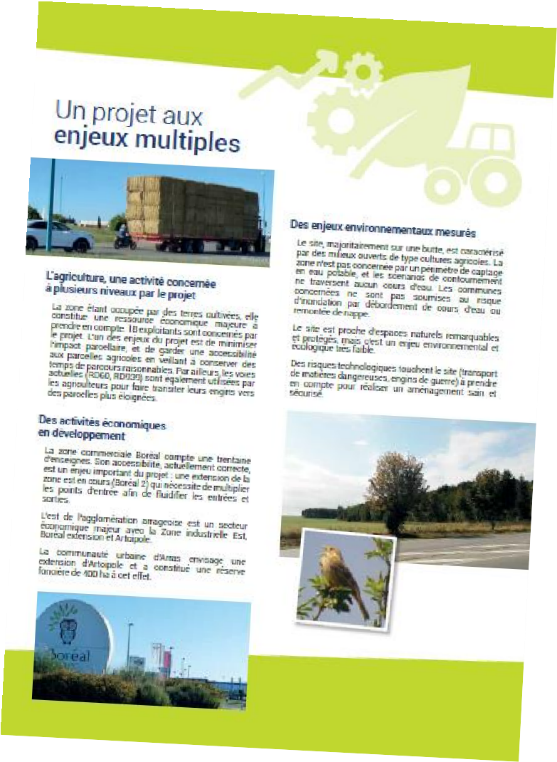 Un projet aux
enjeux multiples
L'agriculture, une activité concernée
à plusieurs niveaux par le projet
La zone étant occupée par des terres cultivées, elle
constitue une ressource économique majeure à
prendre en compte. 18 exploitants sont concernés par
le projet. L'un des enjeux du projet est de minimiser
l'impact parcellaire, et de garder une accessibilité
aux parcelles agricoles en veillant à conserver des
temps de parcours raisonnables. Par ailleurs, les voies
actuelles (RD60, RD939) sont également utilisées par
les agriculteurs pour faire transiter leurs engins vers
des parcelles plus éloignées.
Des activités économiques
en développement
La zone commerciale Boréal compte une trentaine
d'enseignes. Son accessibilité, actuellement correcte,
est un enjeu important du projet : une extension de la
zone est en cours (Boréal 2) qui nécessite de multiplier
les points d'entrée afin de fluidifier les entrées et
sorties.
L'est de l'agglomération arrageoise est un secteur
économique majeur avec la Zone industrielle Est,
Boréal extension et Artoipole.
La communauté urbaine d'Arras envisage une
extension d'Artoipole et a constitué une réserve
foncière de 400 ha à cet effet.
Boréal
Des enjeux environnementaux mesurés
Le site, majoritairement sur une butte, est caractérisé
par des milieux ouverts de type cultures agricoles. La
zone n'est pas concernée par un périmètre de captage
en eau potable, et les scénarios de contournement
ne traversent aucun cours d'eau. Les communes
concernées ne sont pas soumises au risque
d'inondation par débordement de cours d'eau ou
remontée de nappe.
Le site est proche d'espaces naturels remarquables
et protégés, mais c'est un enjeu environnemental et
écologique très faible.
Des risques technologiques touchent le site (transport
de matières dangereuses, engins de guerre) à prendre
en compte pour réaliser un aménagement sain et
sécurisé.